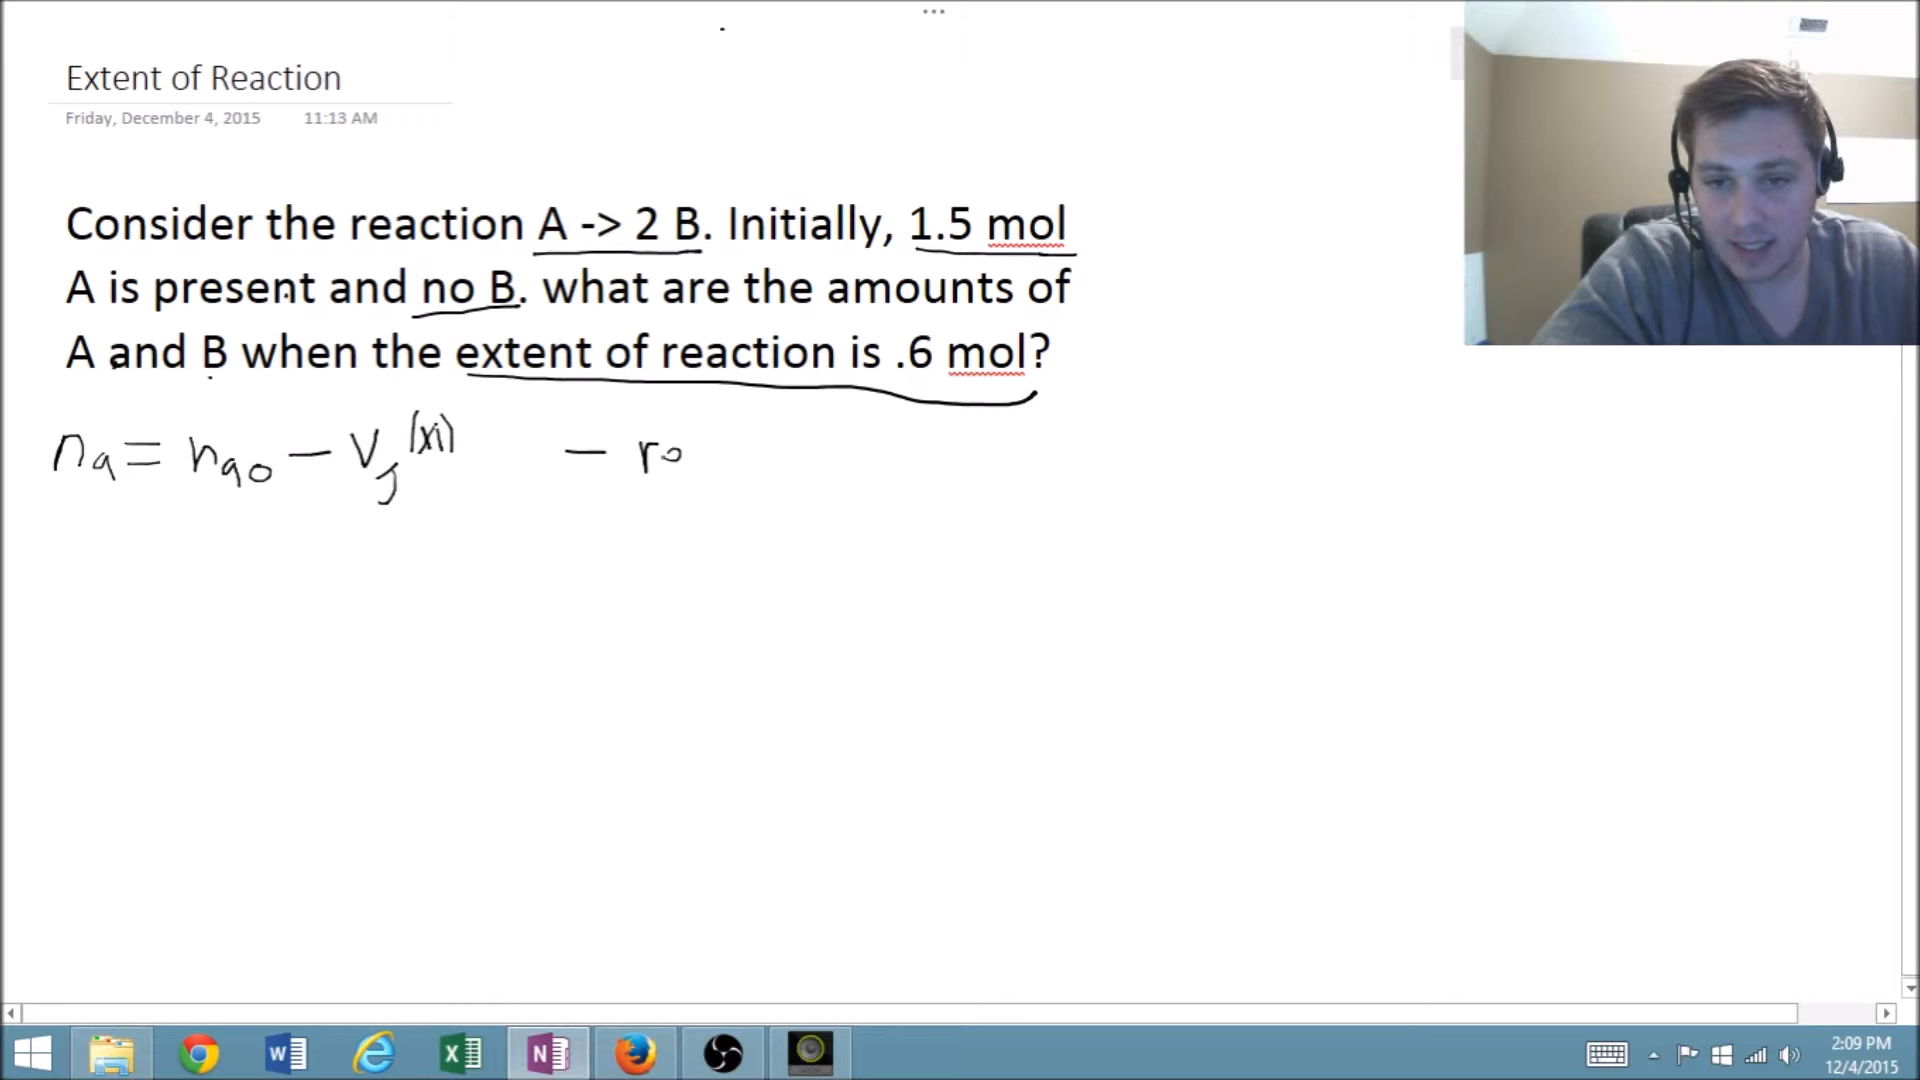 Extent of Reaction
Friday, December 4, 2015 11:13 AM
Consider the reaction A -> 2 B. Initially, 1.5 mol
A is present and no B. what are the amounts of
A and B when the extent of reaction is .6 mol?
na = nao - Vj (xi) - ro
2:09 PM
12/4/2015